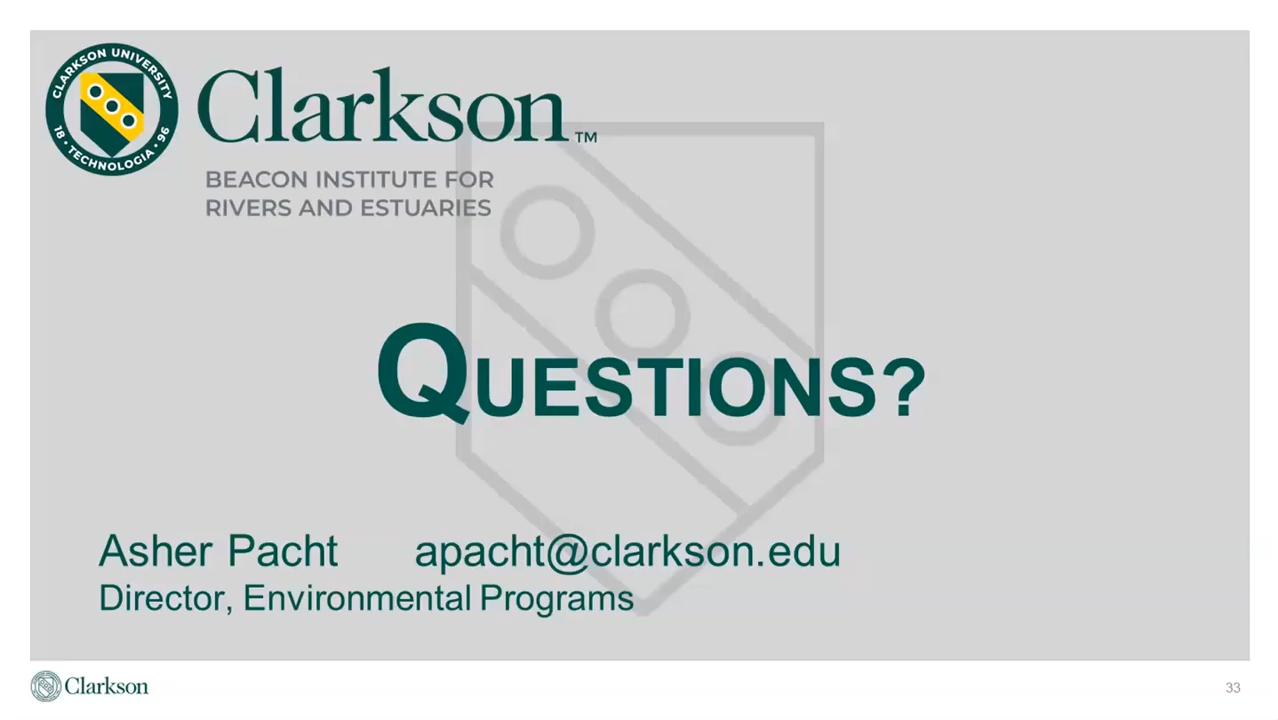 CLARKSON UNIVERSITY
18 • TECHNOLOGIA • 96
Clarkson™
BEACON INSTITUTE FOR
RIVERS AND ESTUARIES
QUESTIONS?
Asher Pacht apacht@clarkson.edu
Director, Environmental Programs
Clarkson
33